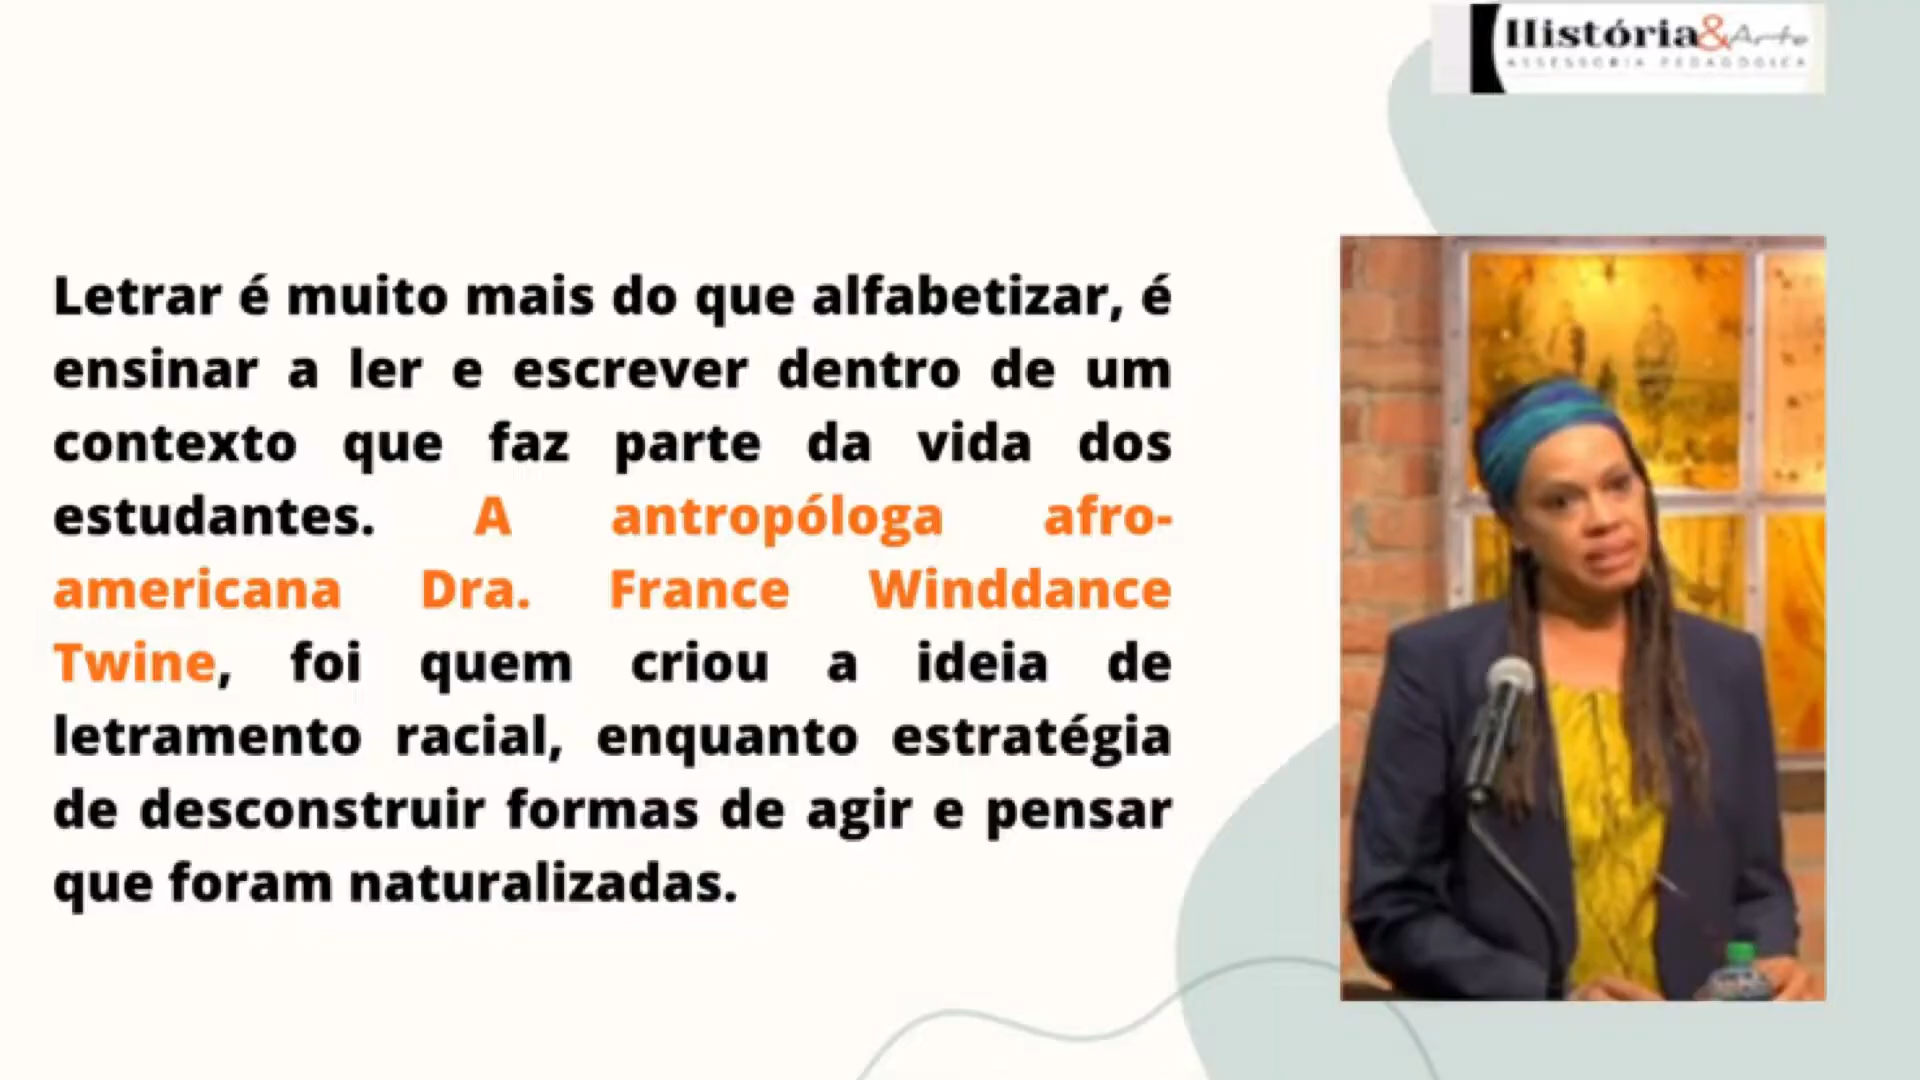 História&Arte
ASSESSORIA PEDAGÓGICA
Letrar é muito mais do que alfabetizar, é
ensinar a ler e escrever dentro de um
contexto que faz parte da vida dos
estudantes. A antropóloga afro-
americana Dra. France Winddance
Twine, foi quem criou a ideia de
letramento racial, enquanto estratégia
de desconstruir formas de agir e pensar
que foram naturalizadas.